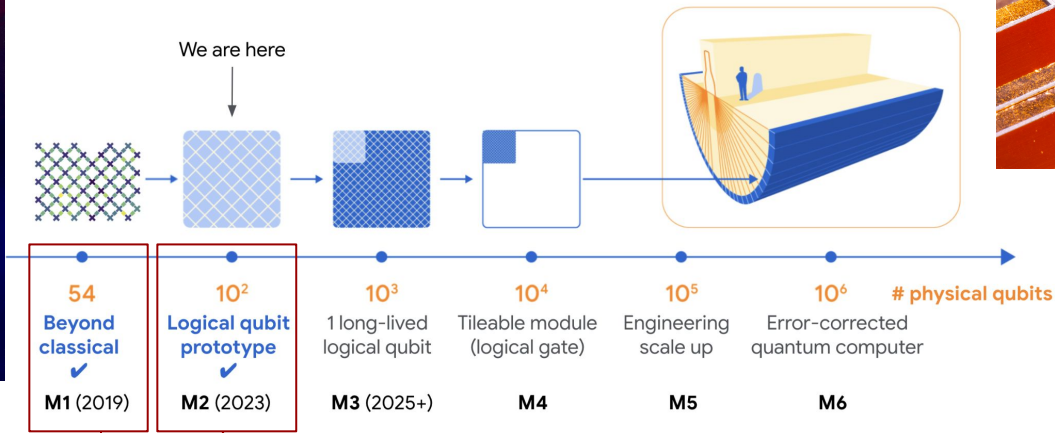 We are here
54
10²
10³
10⁴
10⁵
10⁶
# physical qubits
Beyond
classical
✔
Logical qubit
prototype
✔
1 long-lived
logical qubit
Tileable module
(logical gate)
Engineering
scale up
Error-corrected
quantum computer
M1 (2019)
M2 (2023)
M3 (2025+)
M4
M5
M6